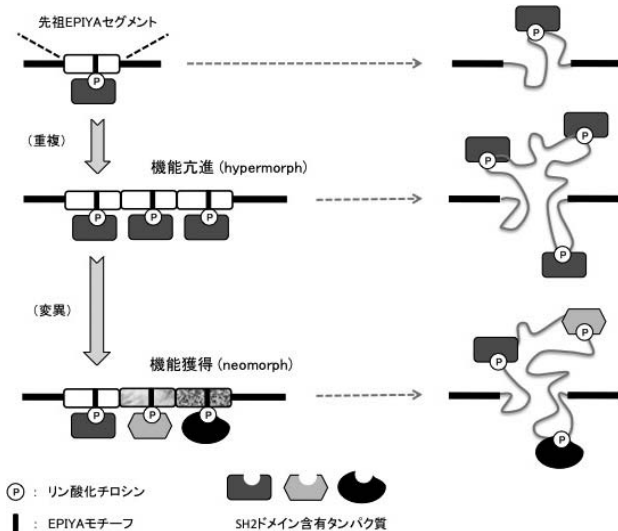 先祖EPIYAセグメント
P
P
(重複)
機能亢進 (hypermorph)
P
P
P
P
P
P
(変異)
機能獲得 (neomorph)
P
P
P
P
P
P
P : リン酸化チロシン
: EPIYAモチーフ
SH2ドメイン含有タンパク質